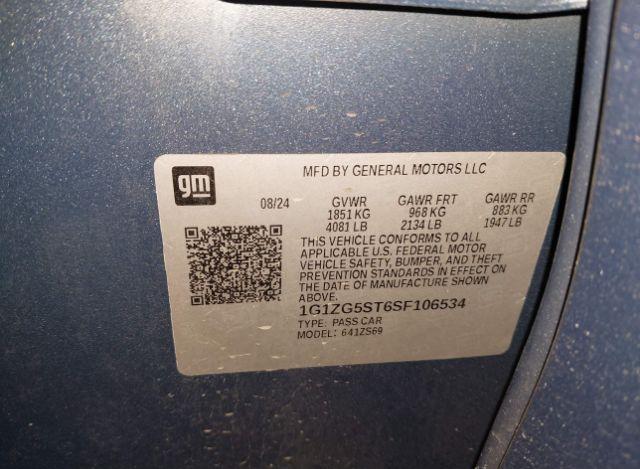 gm
MFD BY GENERAL MOTORS LLC
08/24
GVWR GAWR FRT GAWR RR
1851 KG 968 KG 883 KG
4081 LB 2134 LB 1947 LB
THIS VEHICLE CONFORMS TO ALL
APPLICABLE U.S. FEDERAL MOTOR
VEHICLE SAFETY, BUMPER, AND THEFT
PREVENTION STANDARDS IN EFFECT ON
THE DATE OF MANUFACTURE SHOWN
ABOVE.
1G1ZG5ST6SF106534
TYPE: PASS CAR
MODEL: 641ZS69